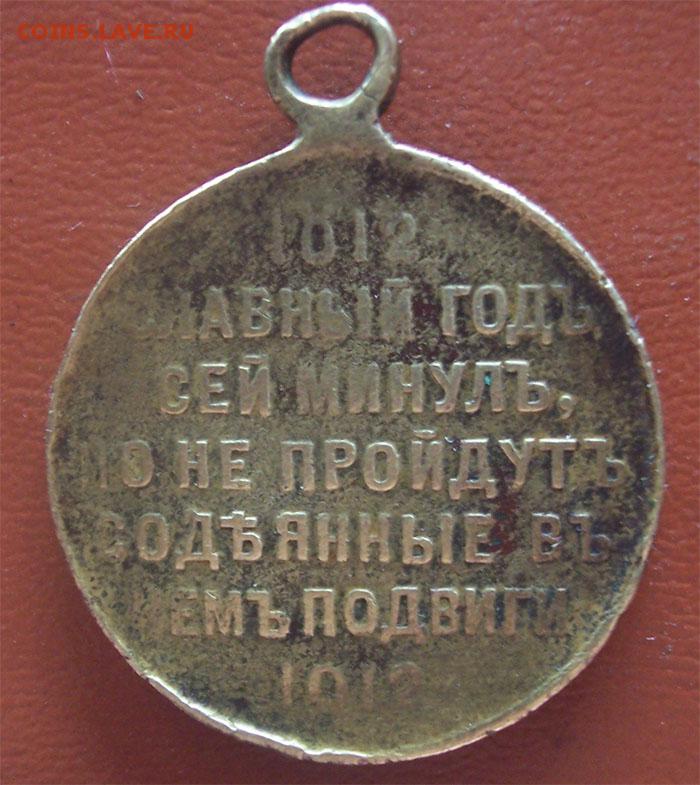 COINS.LAVE.RU
1812
СЛАВНЫЙ ГОДЪ
СЕЙ МИНУЛЪ,
НО НЕ ПРОЙДУТЪ
СОДѢЯННЫЕ ВЪ
НЕМЪ ПОДВИГИ
1912